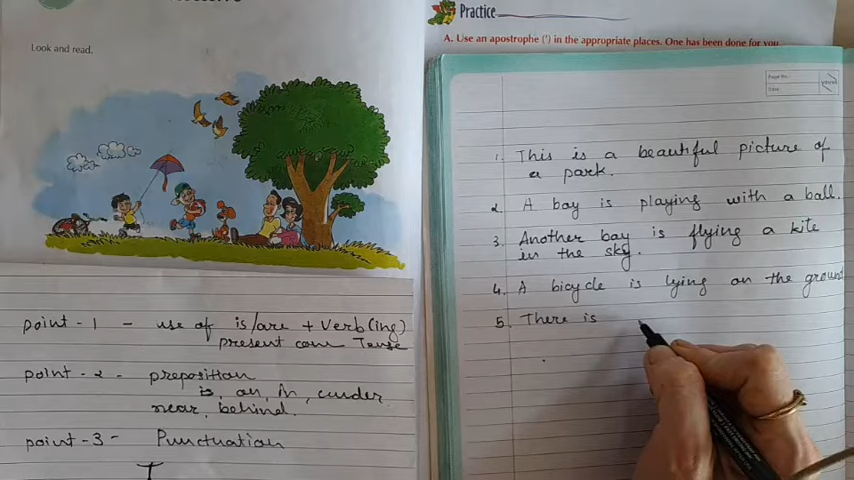 Look and read.
Practice
A. Use an apostrophe (') in the appropriate places. One has been done for you.
Page No.:
Date:
1. This is a beautiful picture of
a park.
2. A boy is playing with a ball.
3. Another boy is flying a kite
in the sky.
4. A bicycle is lying on the ground
5. There is
point - 1 - use of is/are + Verb(ing)
present con Tense
point - 2 - preposition
is, on, in, under
near, behind.
point - 3 - Punctuation